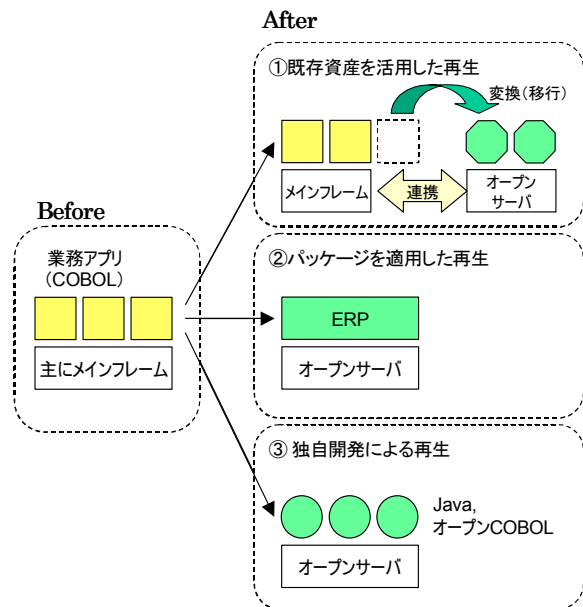 Before
業務アプリ
（COBOL）
主にメインフレーム
After
①既存資産を活用した再生
変換（移行）
メインフレーム
連携
オープン
サーバ
②パッケージを適用した再生
ERP
オープンサーバ
③ 独自開発による再生
Java,
オープンCOBOL
オープンサーバ